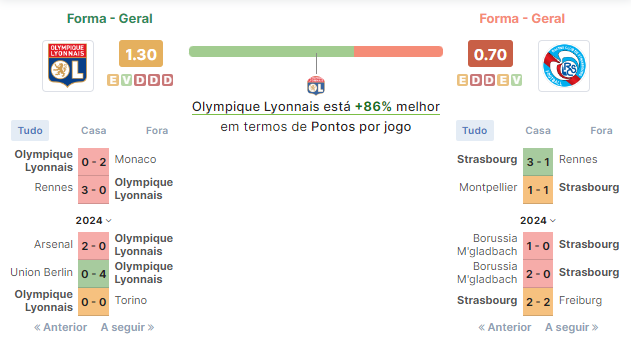 Forma - Geral
OLYMPIQUE LYONNAIS
OL
1.30
E V D D D
Olympique Lyonnais está +86% melhor
em termos de Pontos por jogo
Forma - Geral
0.70
E D D E V
Tudo Casa Fora
Olympique Lyonnais 0 - 2 Monaco
Rennes 3 - 0 Olympique Lyonnais
2024
Arsenal 2 - 0 Olympique Lyonnais
Union Berlin 0 - 4 Olympique Lyonnais
Olympique Lyonnais 0 - 0 Torino
« Anterior A seguir »
Tudo Casa Fora
Strasbourg 3 - 1 Rennes
Montpellier 1 - 1 Strasbourg
2024
Borussia M'gladbach 1 - 0 Strasbourg
Borussia M'gladbach 2 - 0 Strasbourg
Strasbourg 2 - 2 Freiburg
« Anterior A seguir »